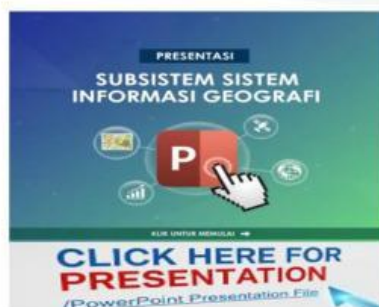 PRESENTASI
SUBSISTEM SISTEM
INFORMASI GEOGRAFI
P
KLIK UNTUK MEMULAI
CLICK HERE FOR
PRESENTATION
/PowerPoint Presentation File